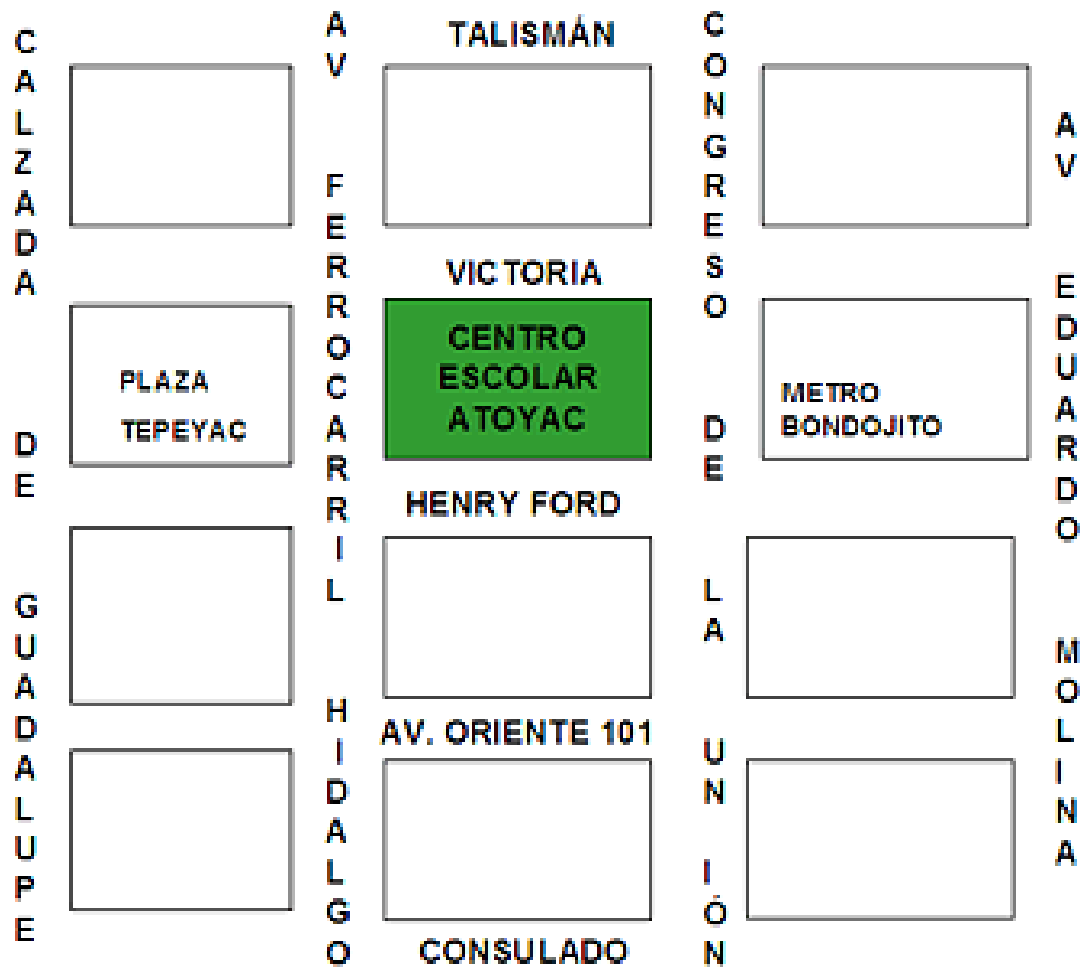 CALZADA DE GUADALUPE
AV FERROCARRIL HIDALGO
TALISMÁN
CONGRESO DE LA UNIÓN
AV EDUARDO MOLINA
VICTORIA
CENTRO
ESCOLAR
ATOYAC
PLAZA
TEPEYAC
METRO
BONDOJITO
HENRY FORD
AV. ORIENTE 101
CONSULADO